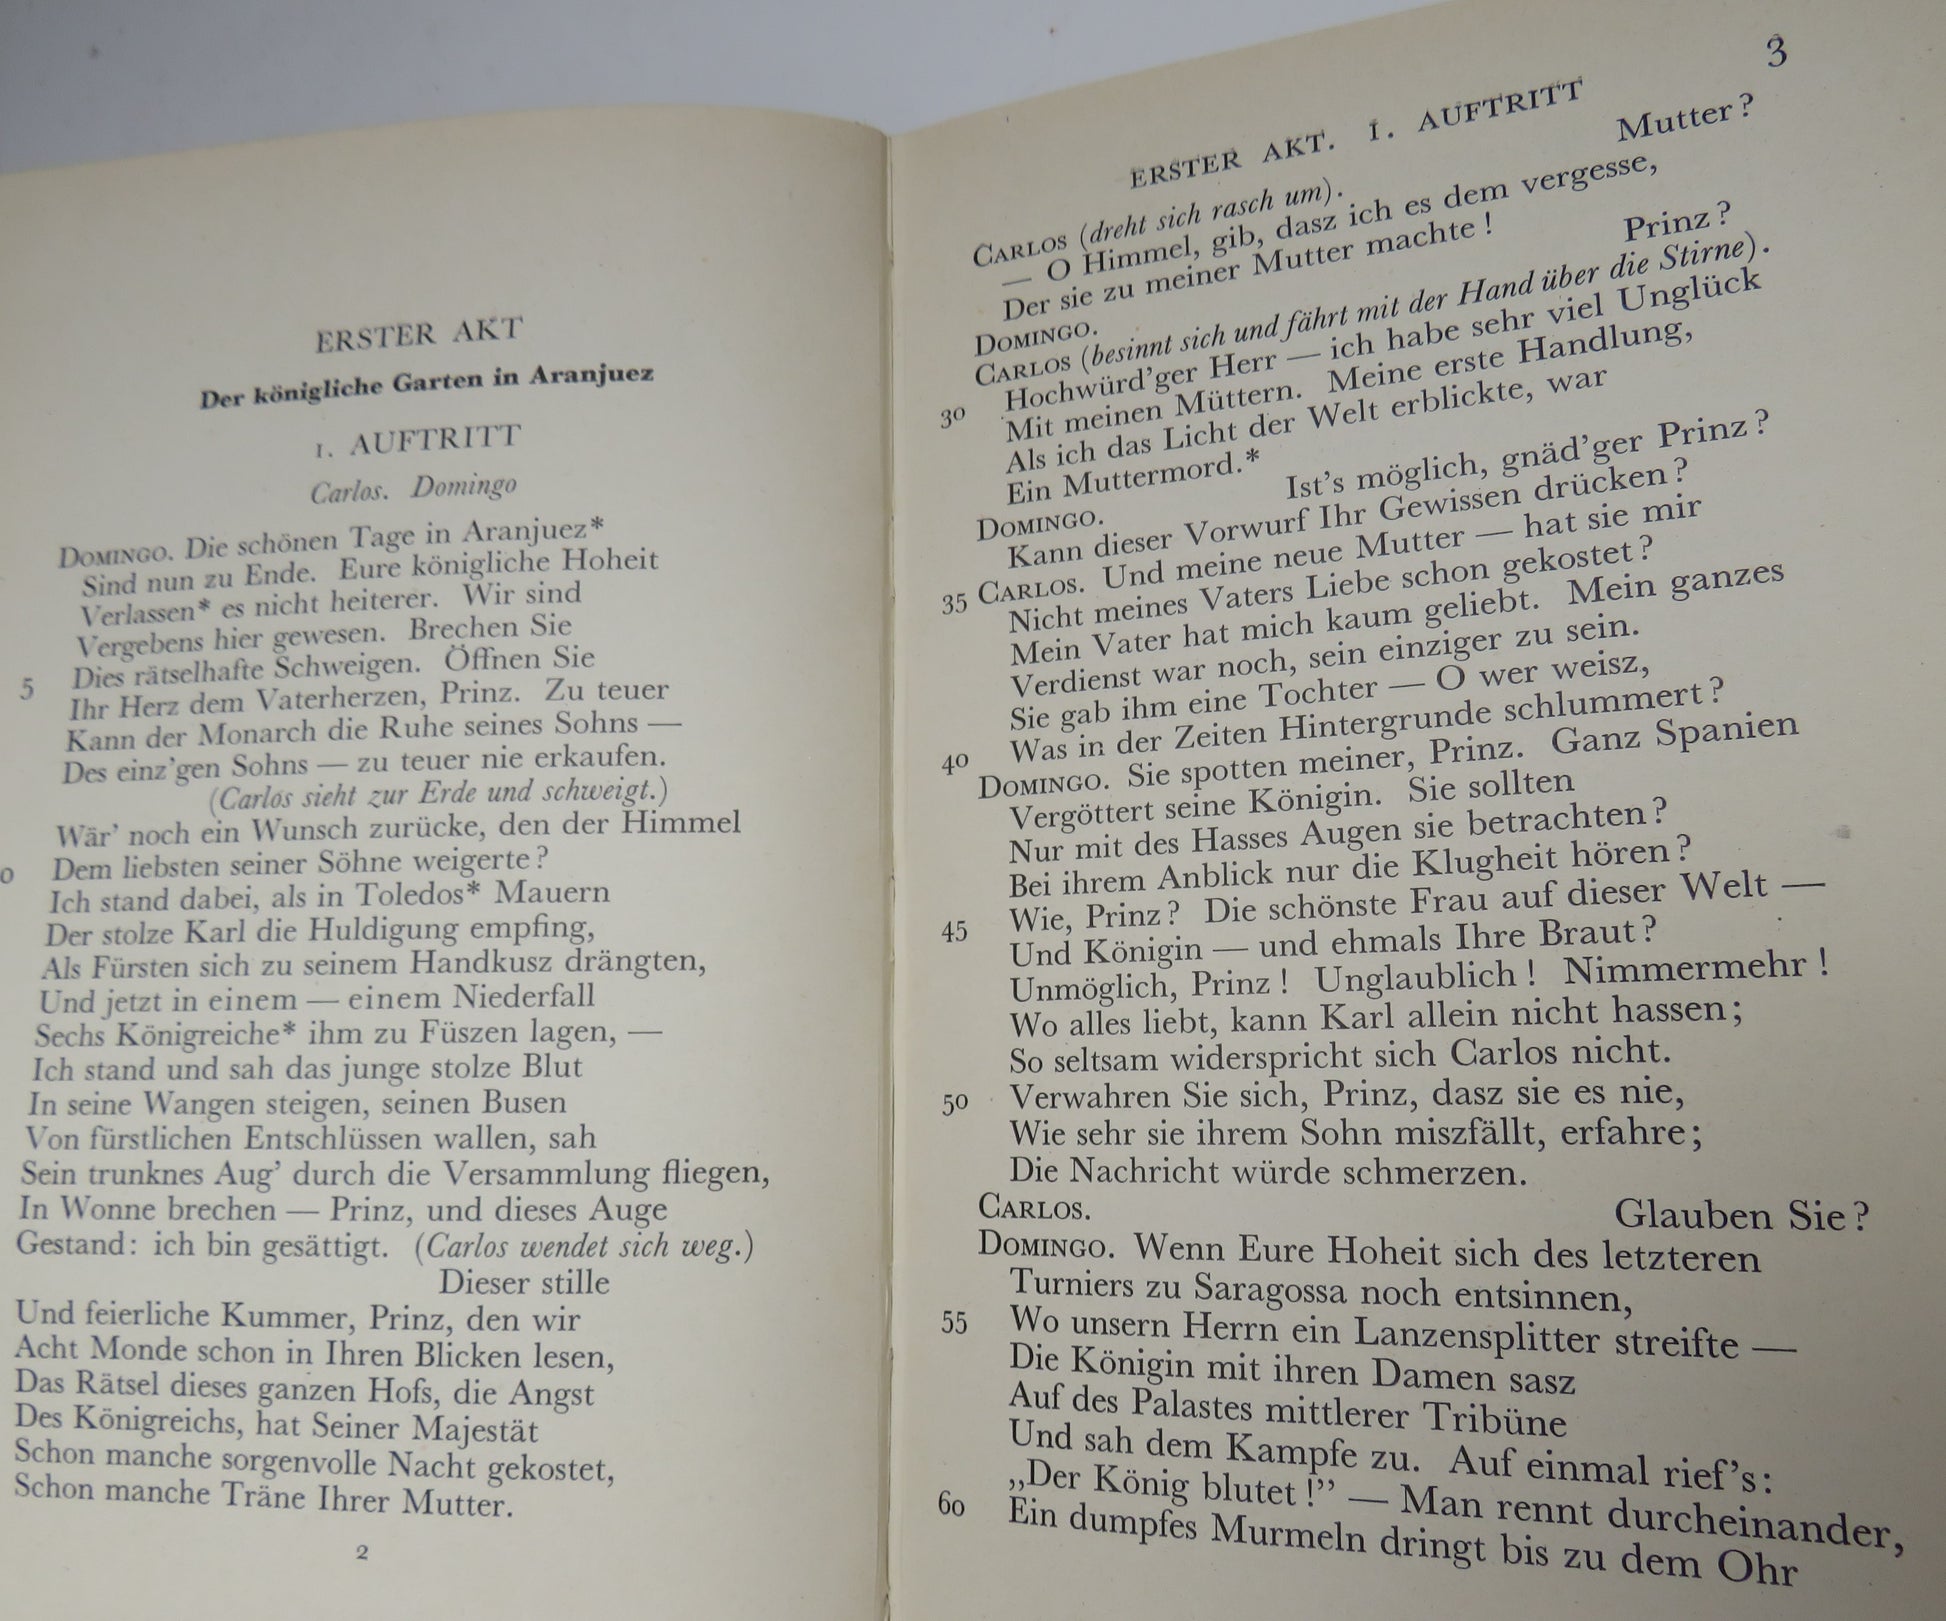 ERSTER AKT
Der königliche Garten in Aranjuez
1. AUFTRITT
Carlos. Domingo
DOMINGO. Die schönen Tage in Aranjuez*
Sind nun zu Ende. Eure königliche Hoheit
Verlassen* es nicht heiterer. Wir sind
Vergebens hier gewesen. Brechen Sie
5 Dies rätselhafte Schweigen. Öffnen Sie
Ihr Herz dem Vaterherzen, Prinz. Zu teuer
Kann der Monarch die Ruhe seines Sohns —
Des einz'gen Sohns — zu teuer nie erkaufen.
(Carlos sieht zur Erde und schweigt.)
Wär' noch ein Wunsch zurücke, den der Himmel
0 Dem liebsten seiner Söhne weigerte?
Ich stand dabei, als in Toledos* Mauern
Der stolze Karl die Huldigung empfing,
Als Fürsten sich zu seinem Handkusz drängten,
Und jetzt in einem — einem Niederfall
Sechs Königreiche* ihm zu Füszen lagen, —
Ich stand und sah das junge stolze Blut
In seine Wangen steigen, seinen Busen
Von fürstlichen Entschlüssen wallen, sah
Sein trunknes Aug' durch die Versammlung fliegen,
In Wonne brechen — Prinz, und dieses Auge
Gestand: ich bin gesättigt. (Carlos wendet sich weg.)
Dieser stille
Und feierliche Kummer, Prinz, den wir
Acht Monde schon in Ihren Blicken lesen,
Das Rätsel dieses ganzen Hofs, die Angst
Des Königreichs, hat Seiner Majestät
Schon manche sorgenvolle Nacht gekostet,
Schon manche Träne Ihrer Mutter.
2
ERSTER AKT. 1. AUFTRITT 3
CARLOS (dreht sich rasch um). Mutter?
— O Himmel, gib, dasz ich es dem vergesse,
Der sie zu meiner Mutter machte!
DOMINGO. Prinz?
CARLOS (besinnt sich und fährt mit der Hand über die Stirne).
Hochwürd'ger Herr — ich habe sehr viel Unglück
30 Mit meinen Müttern. Meine erste Handlung,
Als ich das Licht der Welt erblickte, war
Ein Muttermord.*
DOMINGO. Ist's möglich, gnäd'ger Prinz?
Kann dieser Vorwurf Ihr Gewissen drücken?
35 CARLOS. Und meine neue Mutter — hat sie mir
Nicht meines Vaters Liebe schon gekostet?
Mein Vater hat mich kaum geliebt. Mein ganzes
Verdienst war noch, sein einziger zu sein.
Sie gab ihm eine Tochter — O wer weisz,
40 Was in der Zeiten Hintergrunde schlummert?
DOMINGO. Sie spotten meiner, Prinz. Ganz Spanien
Vergöttert seine Königin. Sie sollten
Nur mit des Hasses Augen sie betrachten?
Bei ihrem Anblick nur die Klugheit hören?
45 Wie, Prinz? Die schönste Frau auf dieser Welt —
Und Königin — und ehmals Ihre Braut?
Unmöglich, Prinz! Unglaublich! Nimmermehr!
Wo alles liebt, kann Karl allein nicht hassen;
So seltsam widerspricht sich Carlos nicht.
50 Verwahren Sie sich, Prinz, dasz sie es nie,
Wie sehr sie ihrem Sohn miszfällt, erfahre;
Die Nachricht würde schmerzen.
CARLOS. Glauben Sie?
DOMINGO. Wenn Eure Hoheit sich des letzteren
Turniers zu Saragossa noch entsinnen,
55 Wo unsern Herrn ein Lanzensplitter streifte —
Die Königin mit ihren Damen sasz
Auf des Palastes mittlerer Tribüne
Und sah dem Kampfe zu. Auf einmal rief's:
„Der König blutet!” — Man rennt durcheinander,
60 Ein dumpfes Murmeln dringt bis zu dem Ohr